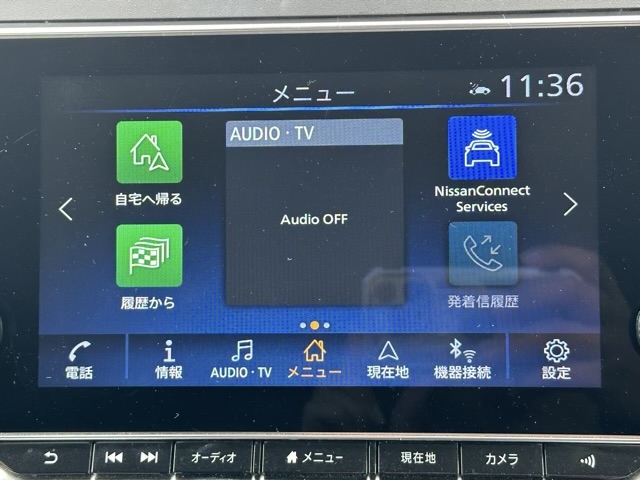 メニュー
11:36
自宅へ帰る
AUDIO・TV
NissanConnect
Services
Audio OFF
履歴から
発着信履歴
電話
情報
AUDIO・TV
メニュー
現在地
機器接続
設定
オーディオ
メニュー
現在地
カメラ